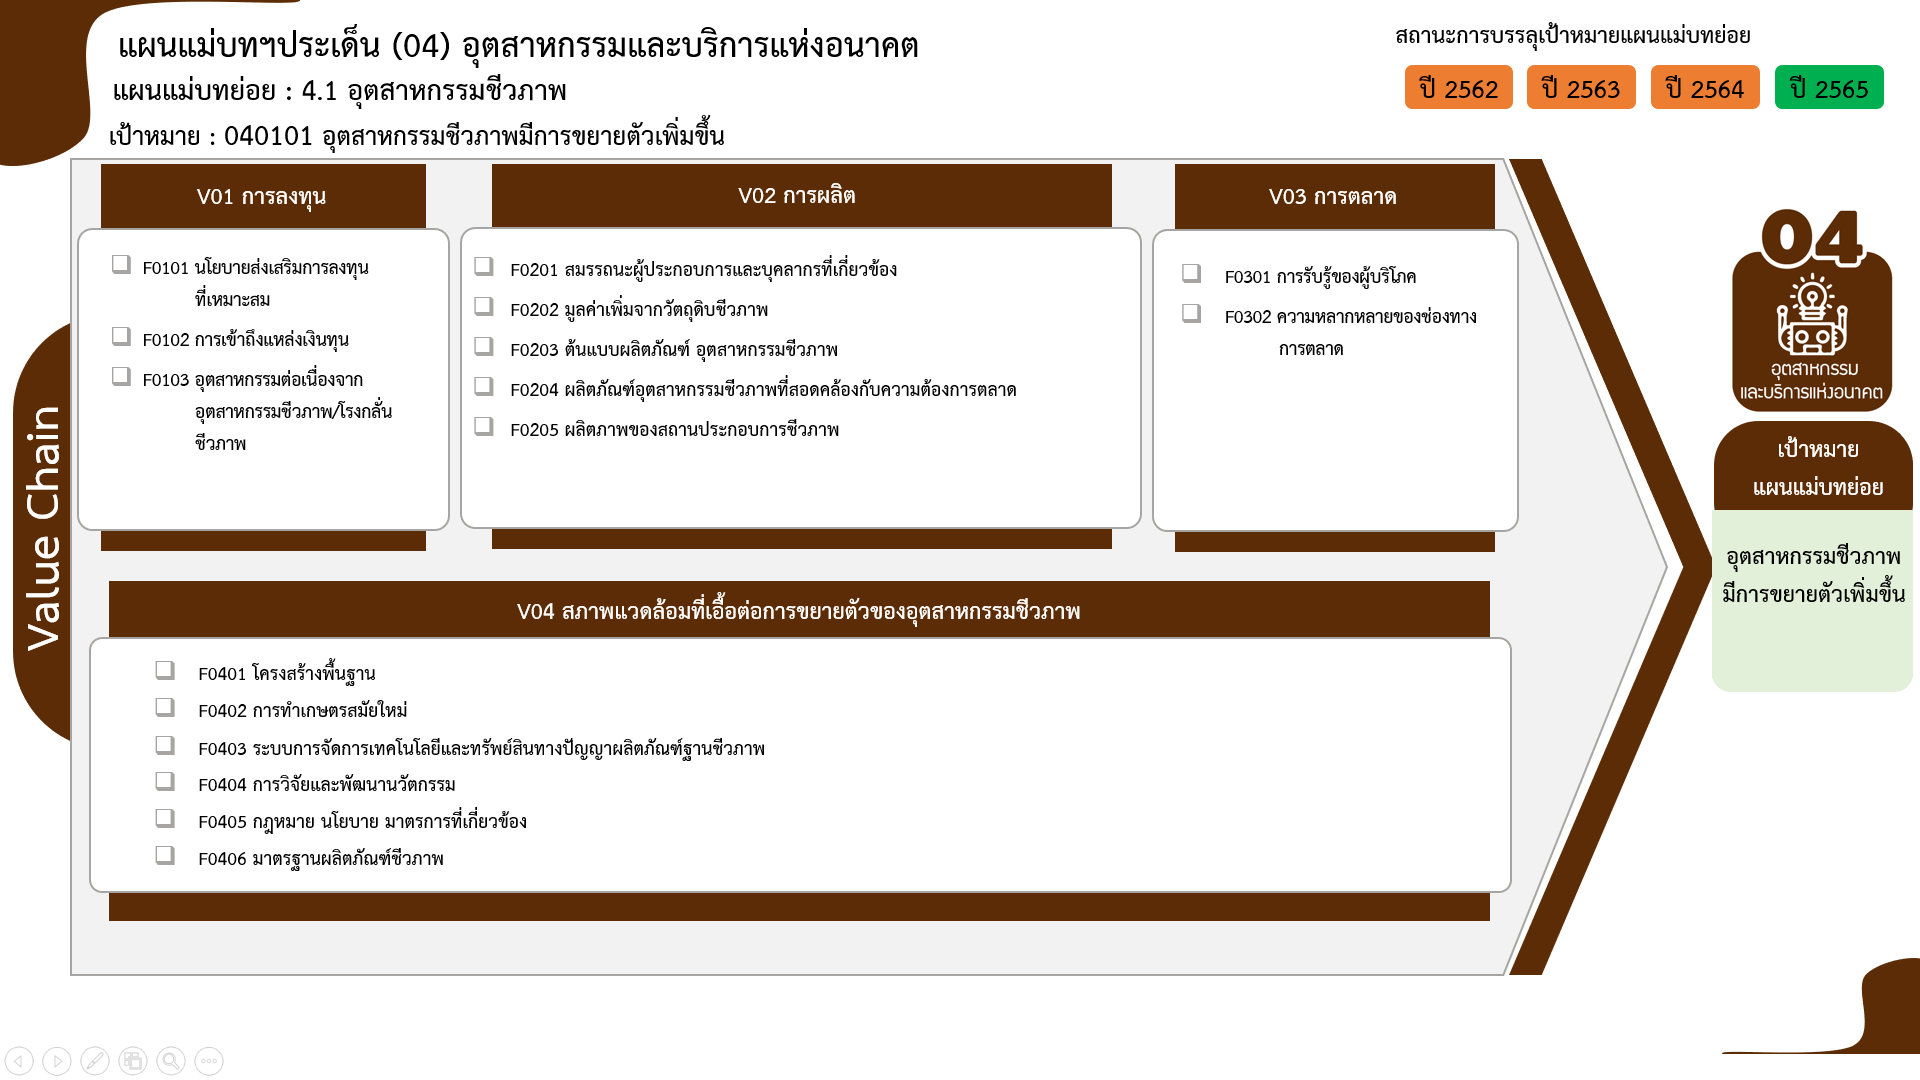 แผนแม่บทฯประเด็น (04) อุตสาหกรรมและบริการแห่งอนาคต
แผนแม่บทย่อย : 4.1 อุตสาหกรรมชีวภาพ
เป้าหมาย : 040101 อุตสาหกรรมชีวภาพมีการขยายตัวเพิ่มขึ้น
สถานะการบรรลุเป้าหมายแผนแม่บทย่อย
ปี 2562 ปี 2563 ปี 2564 ปี 2565
Value Chain
V01 การลงทุน
F0101 นโยบายส่งเสริมการลงทุน
ที่เหมาะสม
F0102 การเข้าถึงแหล่งเงินทุน
F0103 อุตสาหกรรมต่อเนื่องจาก
อุตสาหกรรมชีวภาพ/โรงกลั่น
ชีวภาพ
V02 การผลิต
F0201 สมรรถนะผู้ประกอบการและบุคลากรที่เกี่ยวข้อง
F0202 มูลค่าเพิ่มจากวัตถุดิบชีวภาพ
F0203 ต้นแบบผลิตภัณฑ์ อุตสาหกรรมชีวภาพ
F0204 ผลิตภัณฑ์อุตสาหกรรมชีวภาพที่สอดคล้องกับความต้องการตลาด
F0205 ผลิตภาพของสถานประกอบการชีวภาพ
V03 การตลาด
F0301 การรับรู้ของผู้บริโภค
F0302 ความหลากหลายของช่องทาง
การตลาด
V04 สภาพแวดล้อมที่เอื้อต่อการขยายตัวของอุตสาหกรรมชีวภาพ
F0401 โครงสร้างพื้นฐาน
F0402 การทำเกษตรสมัยใหม่
F0403 ระบบการจัดการเทคโนโลยีและทรัพย์สินทางปัญญาผลิตภัณฑ์ฐานชีวภาพ
F0404 การวิจัยและพัฒนานวัตกรรม
F0405 กฎหมาย นโยบาย มาตรการที่เกี่ยวข้อง
F0406 มาตรฐานผลิตภัณฑ์ชีวภาพ
04
อุตสาหกรรม
และบริการแห่งอนาคต
เป้าหมาย
แผนแม่บทย่อย
อุตสาหกรรมชีวภาพ
มีการขยายตัวเพิ่มขึ้น